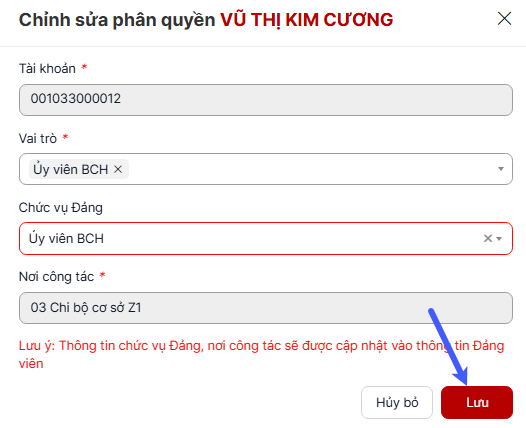 Chỉnh sửa phân quyền VŨ THỊ KIM CƯƠNG
Tài khoản *
001033000012
Vai trò *
Ủy viên BCH
Chức vụ Đảng
Ủy viên BCH
Nơi công tác *
03 Chi bộ cơ sở Z1
Lưu ý: Thông tin chức vụ Đảng, nơi công tác sẽ được cập nhật vào thông tin Đảng
viên
Hủy bỏ
Lưu